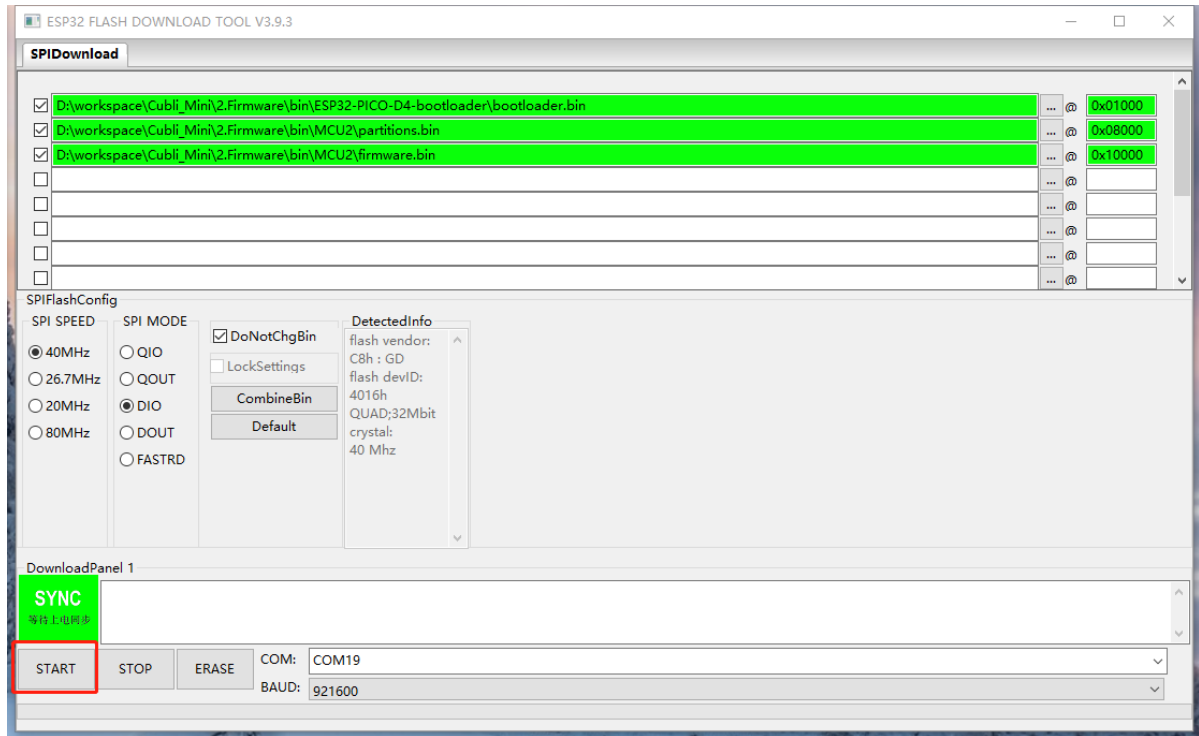 ESP32 FLASH DOWNLOAD TOOL V3.9.3
SPIDownload
D:\workspace\Cubli_Mini\2.Firmware\bin\ESP32-PICO-D4-bootloader\bootloader.bin ... @ 0x01000
D:\workspace\Cubli_Mini\2.Firmware\bin\MCU2\partitions.bin ... @ 0x08000
D:\workspace\Cubli_Mini\2.Firmware\bin\MCU2\firmware.bin ... @ 0x10000
... @
... @
... @
... @
... @
SPIFlashConfig
SPI SPEED
40MHz
26.7MHz
20MHz
80MHz
SPI MODE
QIO
QOUT
DIO
DOUT
FASTRD
DoNotChgBin
LockSettings
CombineBin
Default
DetectedInfo
flash vendor:
C8h : GD
flash devID:
4016h
QUAD;32Mbit
crystal:
40 Mhz
DownloadPanel 1
SYNC
等待上电同步
START STOP ERASE
COM: COM19
BAUD: 921600